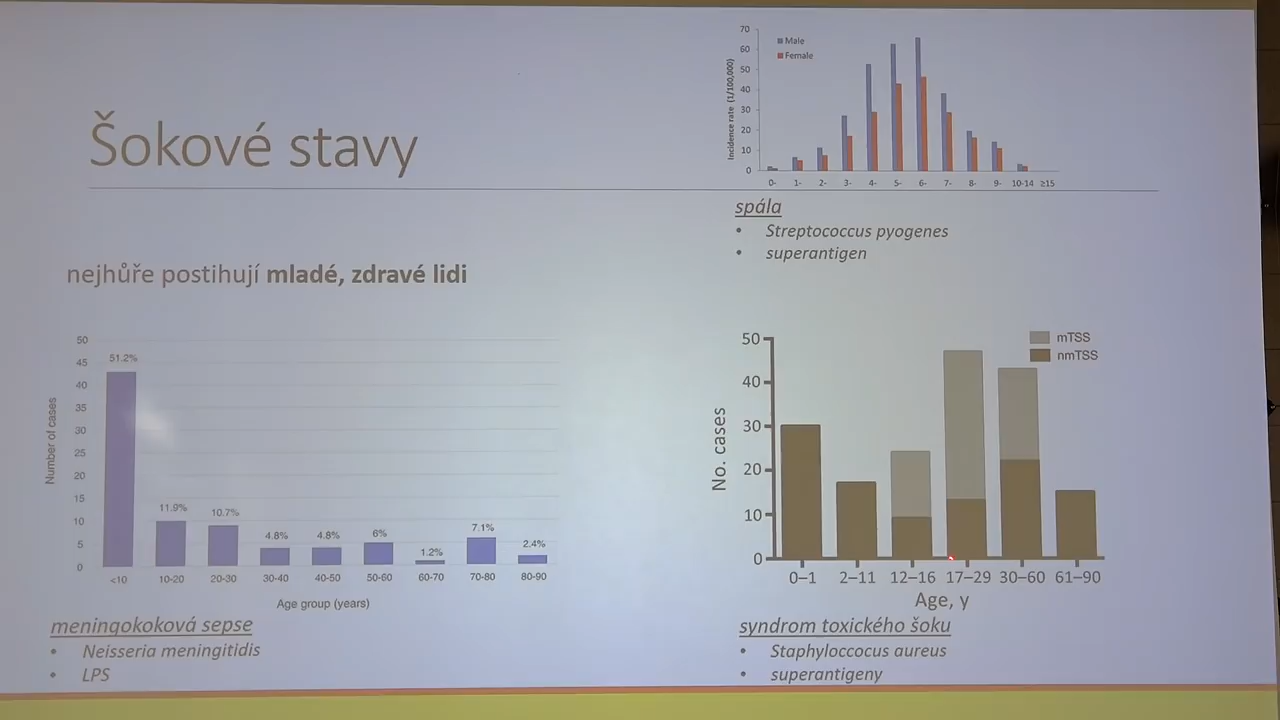 Šokové stavy
nejhůře postihují mladé, zdravé lidi
70
60
50
40
30
20
10
0
Incidence rate (1/100,000)
Male
Female
0- 1- 2- 3- 4- 5- 6- 7- 8- 9- 10-14 ≥15
spála
• Streptococcus pyogenes
• superantigen
50
45
40
35
30
25
20
15
10
5
0
Number of cases
51.2%
11.9%
10.7%
4.8%
4.8%
6%
1.2%
7.1%
2.4%
<10 10-20 20-30 30-40 40-50 50-60 60-70 70-80 80-90
Age group (years)
meningokoková sepse
• Neisseria meningitidis
• LPS
50
40
30
20
10
0
No. cases
mTSS
nmTSS
0–1 2–11 12–16 17–29 30–60 61–90
Age, y
syndrom toxického šoku
• Staphyloccocus aureus
• superantigeny